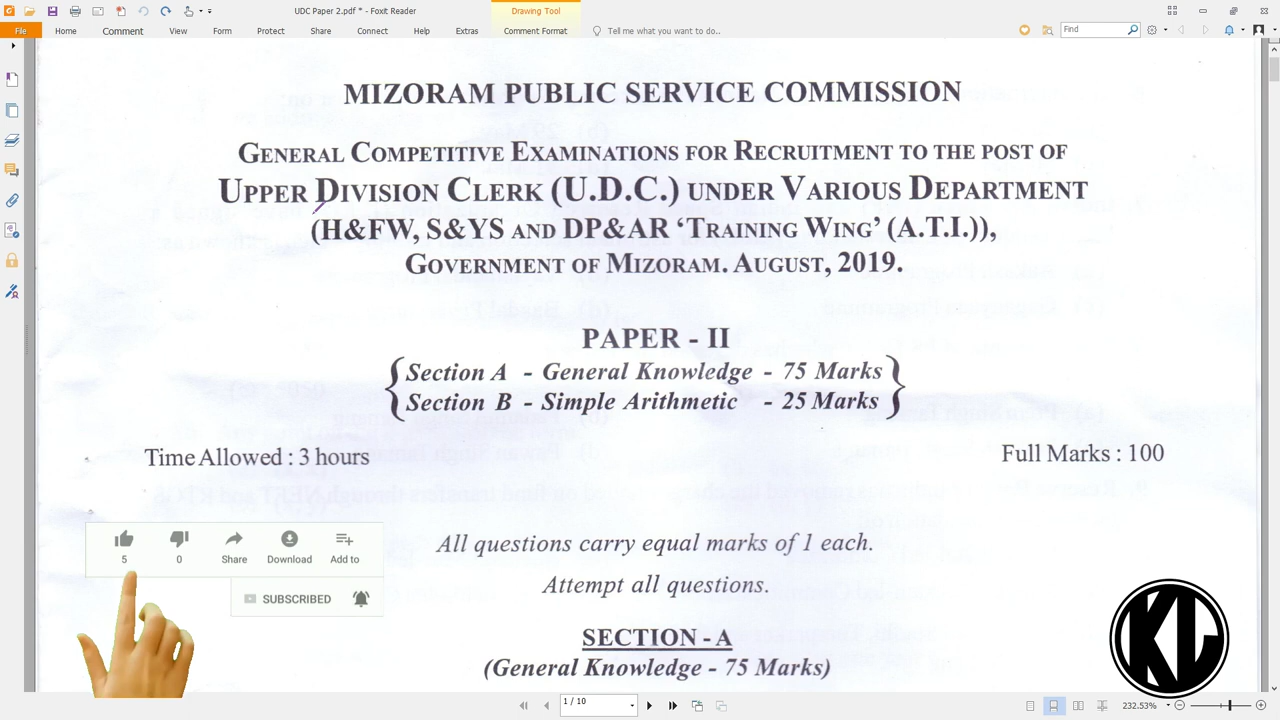 UDC Paper 2.pdf * - Foxit Reader
Drawing Tool
File Home Comment View Form Protect Share Connect Help Extras Comment Format Tell me what you want to do.. Find
MIZORAM PUBLIC SERVICE COMMISSION
GENERAL COMPETITIVE EXAMINATIONS FOR RECRUITMENT TO THE POST OF
UPPER DIVISION CLERK (U.D.C.) UNDER VARIOUS DEPARTMENT
(H&FW, S&YS AND DP&AR ‘TRAINING WING’ (A.T.I.)),
GOVERNMENT OF MIZORAM. AUGUST, 2019.
PAPER - II
Section A - General Knowledge - 75 Marks
Section B - Simple Arithmetic - 25 Marks
Time Allowed : 3 hours Full Marks : 100
All questions carry equal marks of 1 each.
Attempt all questions.
5 0 Share Download Add to
SUBSCRIBED
SECTION - A
(General Knowledge - 75 Marks)
KL
1 / 10
232.53%